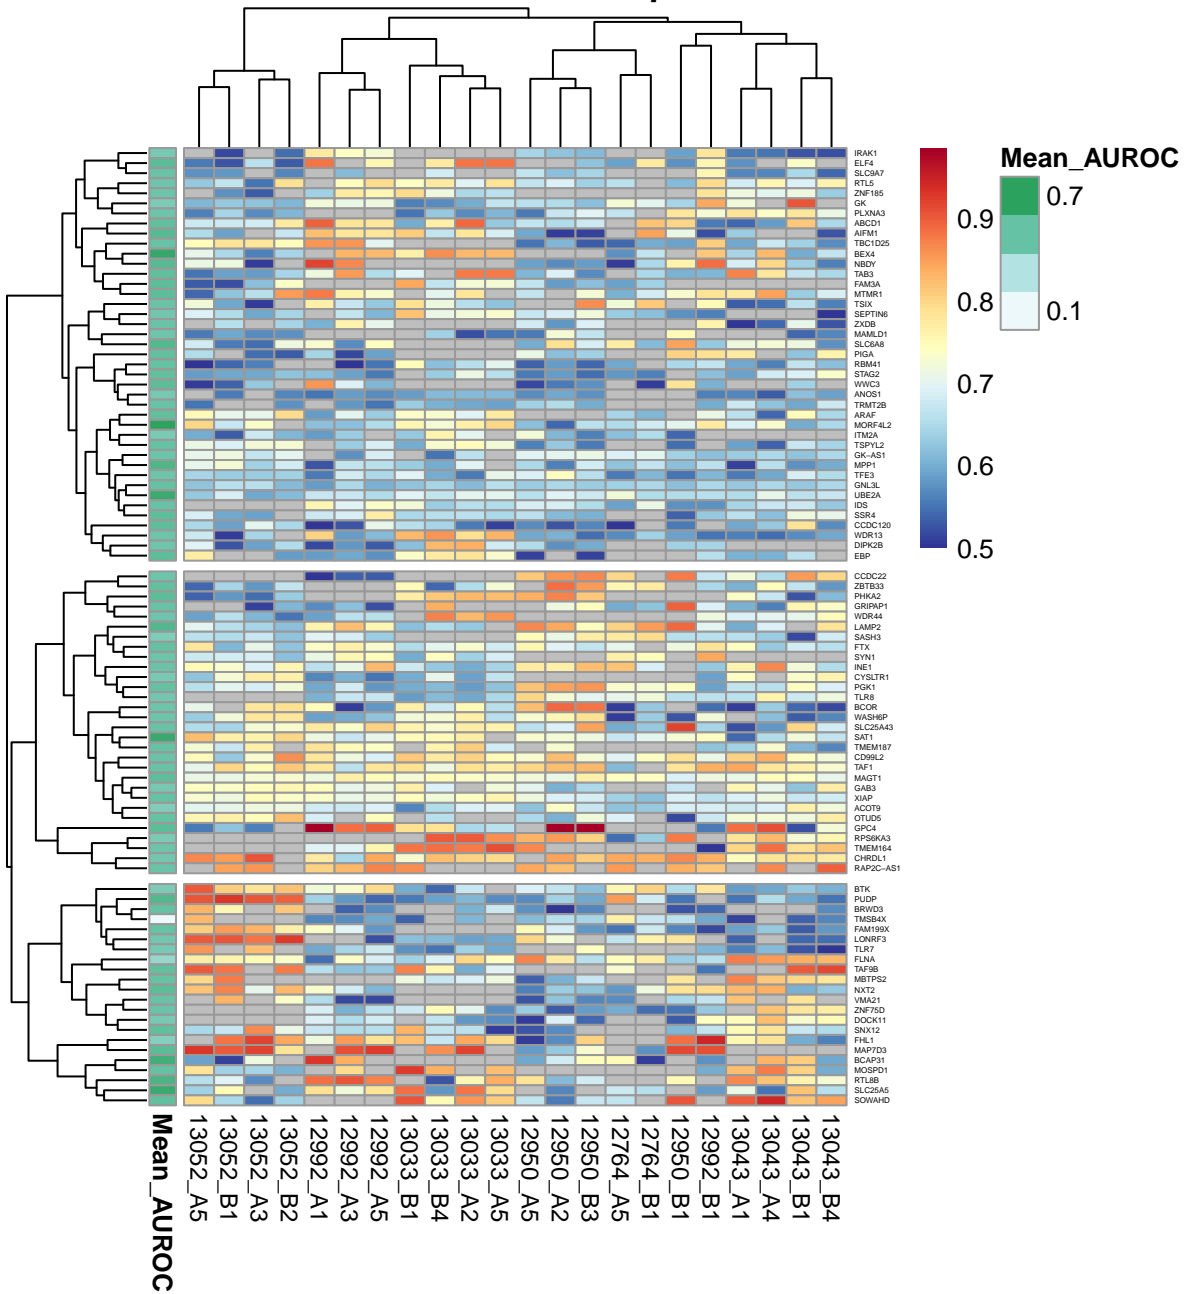 IRAK1
ELF4
SLC9A7
RTL5
ZNF185
GK
PLXNA3
ABCD1
AIFM1
TBC1D25
BEX4
NBDY
TAB3
FAM3A
MTMR1
TSIX
SEPTIN6
ZXDB
MAMLD1
SLC6A8
PIGA
RBM41
STAG2
WWC3
ANOS1
TRMT2B
ARAF
MORF4L2
ITM2A
TSPYL2
GK−AS1
MPP1
TFE3
GNL3L
UBE2A
IDS
SSR4
CCDC120
WDR13
DIPK2B
EBP
CCDC22
ZBTB33
PHKA2
GRIPAP1
WDR44
LAMP2
SASH3
FTX
SYN1
INE1
CYSLTR1
PGK1
TLR8
BCOR
WASH6P
SLC25A43
SAT1
TMEM187
CD99L2
TAF1
MAGT1
GAB3
XIAP
ACOT9
OTUD5
GPC4
RPS6KA3
TMEM164
CHRDL1
RAP2C−AS1
BTK
PUDP
BRWD3
TMSB4X
FAM199X
LONRF3
TLR7
FLNA
TAF9B
MBTPS2
NXT2
VMA21
ZNF75D
DOCK11
SNX12
FHL1
MAP7D3
BCAP31
MOSPD1
RTL8B
SLC25A5
SOWAHD
Mean_AUROC
13052_A5
13052_B1
13052_A3
13052_B2
12992_A1
12992_A3
12992_A5
13033_B1
13033_B4
13033_A2
13033_A5
12950_A5
12950_A2
12950_B3
12764_A5
12764_B1
12950_B1
12992_B1
13043_A1
13043_A4
13043_B1
13043_B4
0.9
0.8
0.7
0.6
0.5
Mean_AUROC
0.7
0.1